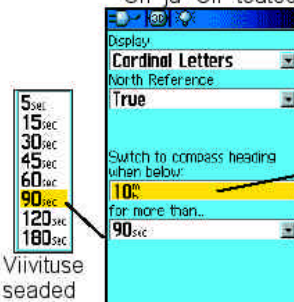 Display
Cardinal Letters
North Reference
True
Switch to compass heading
when below:
10
for more than..
90sec
5sec
15sec
30sec
45sec
60sec
90sec
120sec
180sec
Viivituse
seaded